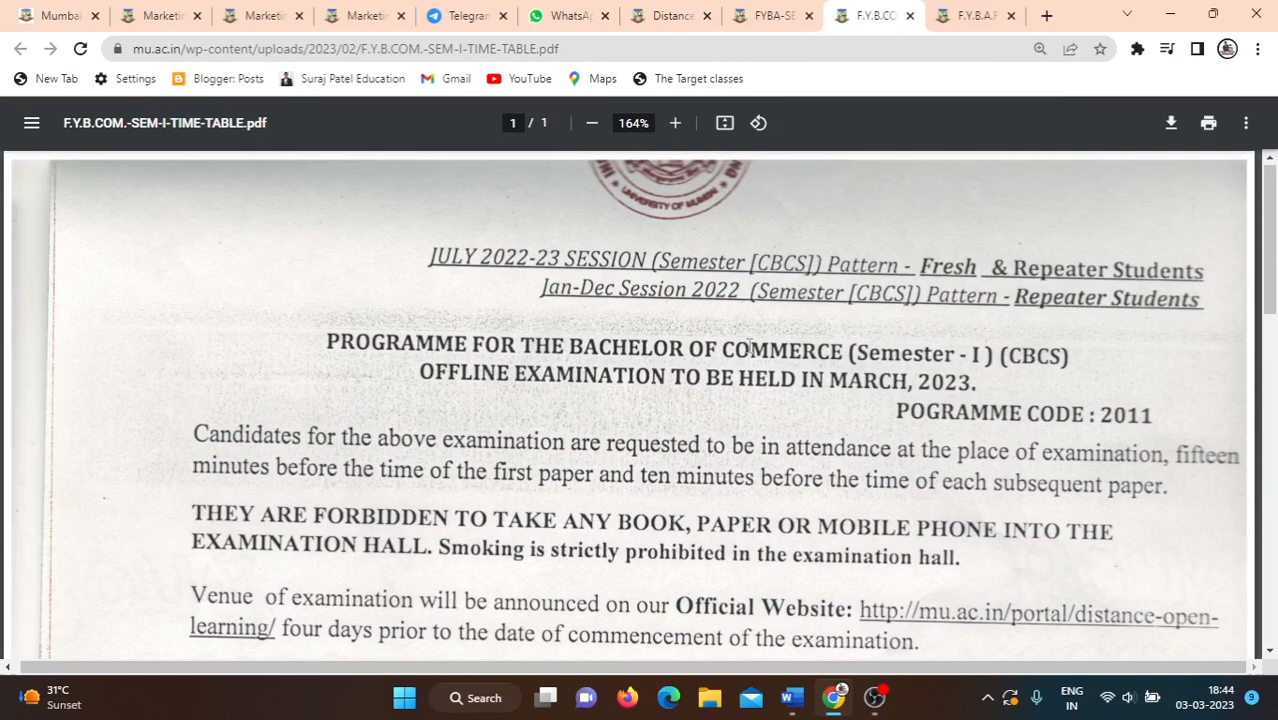 Mumbai
Marketin
Marketin
Marketin
Telegram
WhatsAp
Distance
FYBA-SE
F.Y.B.CO
F.Y.B.A.F
mu.ac.in/wp-content/uploads/2023/02/F.Y.B.COM.-SEM-I-TIME-TABLE.pdf
New Tab
Settings
Blogger: Posts
Suraj Patel Education
Gmail
YouTube
Maps
The Target classes
F.Y.B.COM.-SEM-I-TIME-TABLE.pdf
1 / 1
164%
UNIVERSITY OF MUMBAI
JULY 2022-23 SESSION (Semester [CBCS]) Pattern - Fresh & Repeater Students
Jan-Dec Session 2022 (Semester [CBCS]) Pattern - Repeater Students
PROGRAMME FOR THE BACHELOR OF COMMERCE (Semester - I ) (CBCS)
OFFLINE EXAMINATION TO BE HELD IN MARCH, 2023.
POGRAMME CODE : 2011
Candidates for the above examination are requested to be in attendance at the place of examination, fifteen
minutes before the time of the first paper and ten minutes before the time of each subsequent paper.
THEY ARE FORBIDDEN TO TAKE ANY BOOK, PAPER OR MOBILE PHONE INTO THE
EXAMINATION HALL. Smoking is strictly prohibited in the examination hall.
Venue of examination will be announced on our Official Website: http://mu.ac.in/portal/distance-open-
learning/ four days prior to the date of commencement of the examination.
31°C
Sunset
Search
ENG
IN
18:44
03-03-2023
9